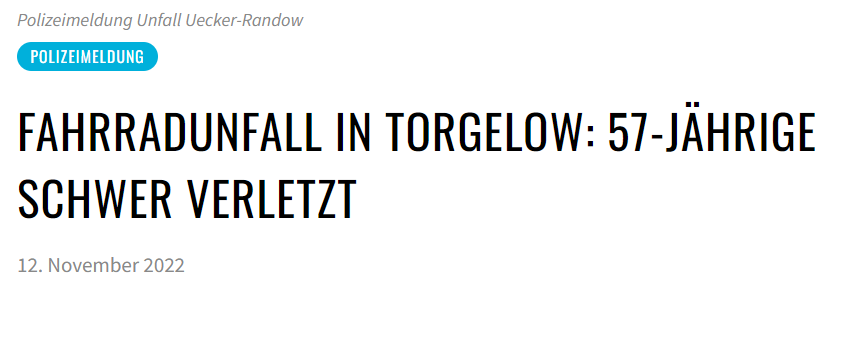 Polizeimeldung Unfall Uecker-Randow
POLIZEIMELDUNG
FAHRRADUNFALL IN TORGELOW: 57-JÄHRIGE
SCHWER VERLETZT
12. November 2022